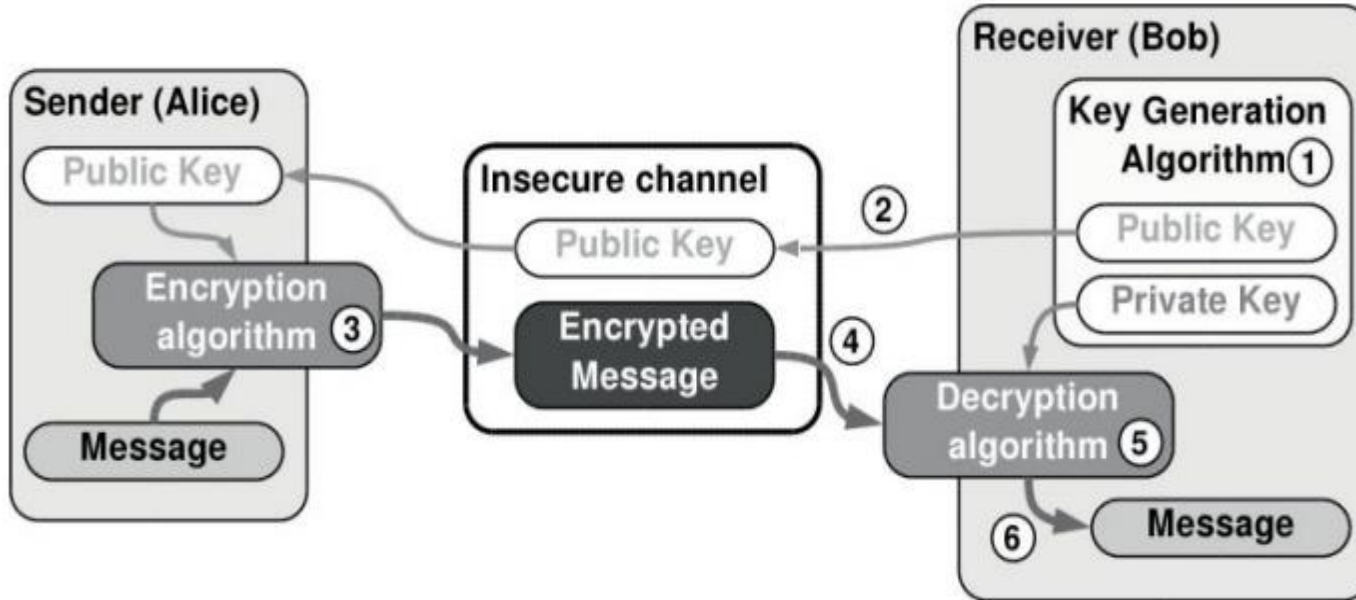 Sender (Alice)
Public Key
Encryption
algorithm 3
Message
Insecure channel
Public Key
Encrypted
Message
2
4
Receiver (Bob)
Key Generation
Algorithm 1
Public Key
Private Key
Decryption
algorithm 5
6
Message